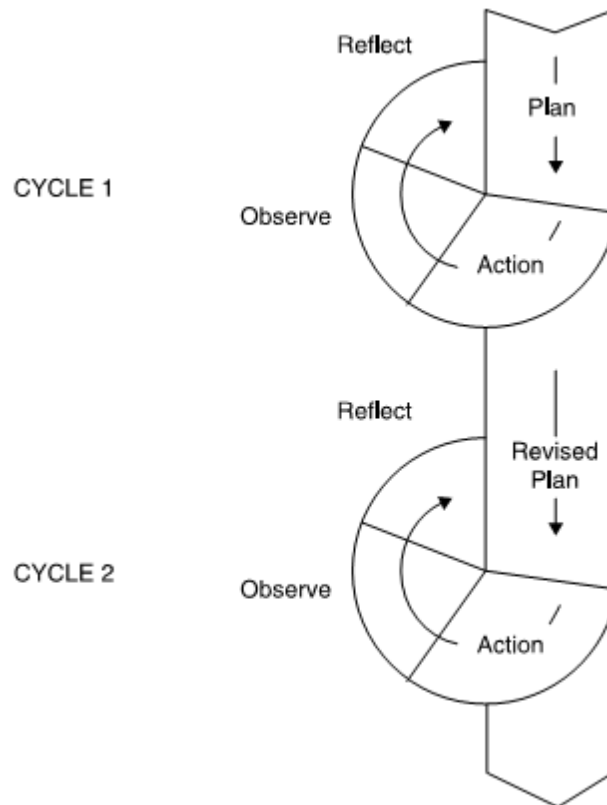 Reflect
Plan
CYCLE 1
Observe
Action
Reflect
Revised
Plan
CYCLE 2
Observe
Action